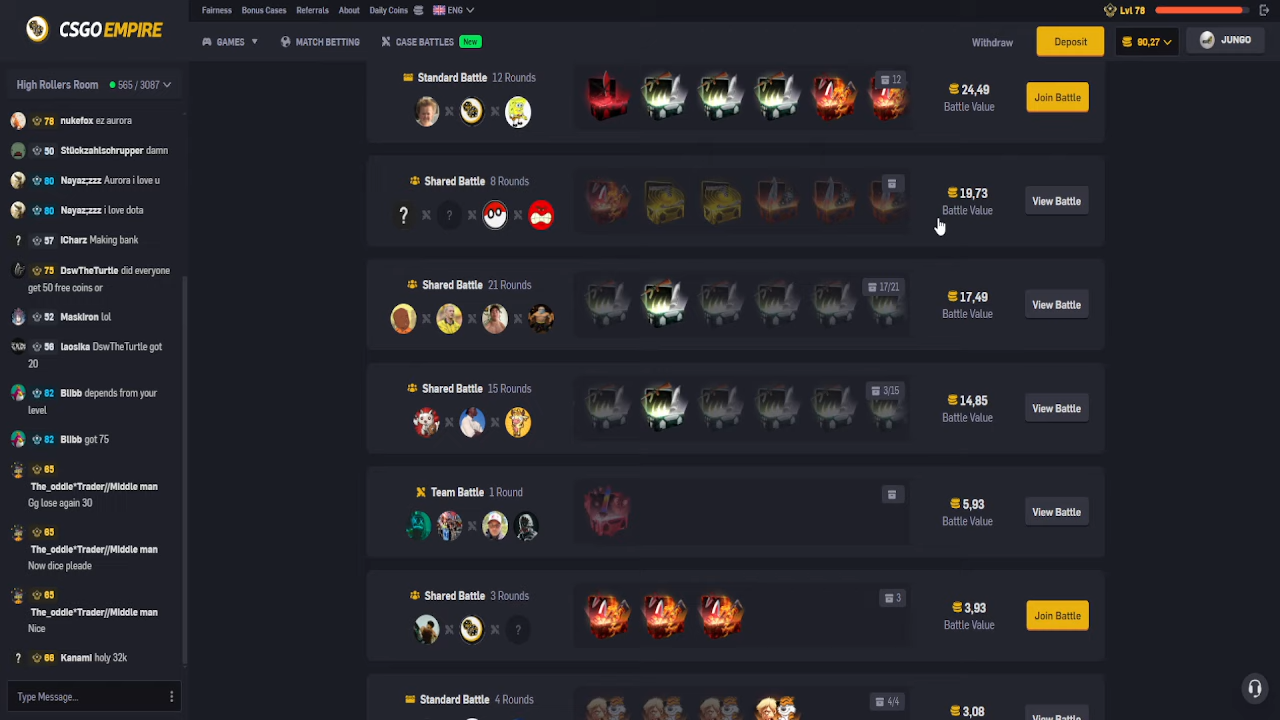 Fairness Bonus Cases Referrals About Daily Coins ENG
Lvl 78
CSGOEMPIRE
GAMES MATCH BETTING CASE BATTLES New
Withdraw Deposit 90,27 JUNGO
High Rollers Room 565 / 3087
78 nukefox ez aurora
50 Stückzahlschrupper damn
80 Nayaz;zzz Aurora i love u
80 Nayaz;zzz i love dota
? 57 ICharz Making bank
75 DswTheTurtle did everyone
get 50 free coins or
52 Maskiron lol
56 laosika DswTheTurtle got
20
82 Blibb depends from your
level
82 Blibb got 75
65
The_oddie*Trader//Middle man
Gg lose again 30
65
The_oddie*Trader//Middle man
Now dice pleade
65
The_oddie*Trader//Middle man
Nice
? 66 Kanami holy 32k
Type Message...
Standard Battle 12 Rounds
12
24,49
Battle Value
Join Battle
Shared Battle 8 Rounds
? ?
19,73
Battle Value
View Battle
Shared Battle 21 Rounds
17/21
17,49
Battle Value
View Battle
Shared Battle 15 Rounds
3/15
14,85
Battle Value
View Battle
Team Battle 1 Round
5,93
Battle Value
View Battle
Shared Battle 3 Rounds
?
3
3,93
Battle Value
Join Battle
Standard Battle 4 Rounds
4/4
3,08
View Battle